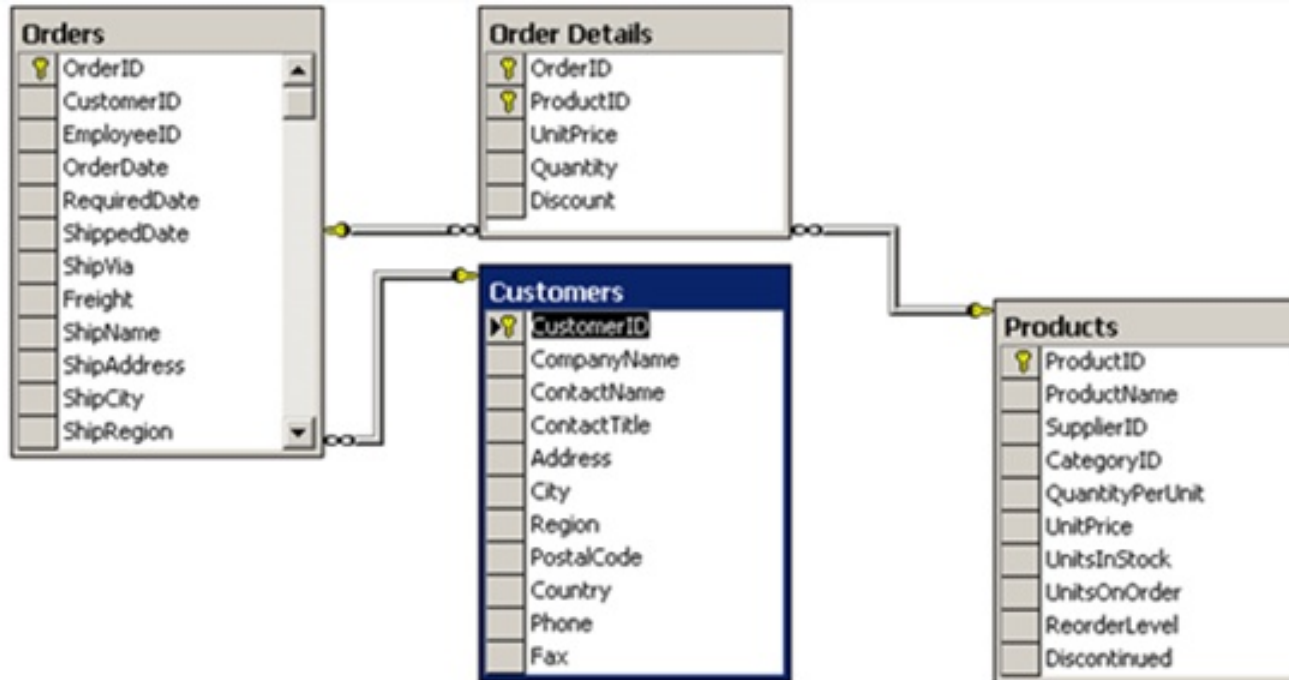 Orders
OrderID
CustomerID
EmployeeID
OrderDate
RequiredDate
ShippedDate
ShipVia
Freight
ShipName
ShipAddress
ShipCity
ShipRegion
Order Details
OrderID
ProductID
UnitPrice
Quantity
Discount
Customers
CustomerID
CompanyName
ContactName
ContactTitle
Address
City
Region
PostalCode
Country
Phone
Fax
Products
ProductID
ProductName
SupplierID
CategoryID
QuantityPerUnit
UnitPrice
UnitsInStock
UnitsOnOrder
ReorderLevel
Discontinued